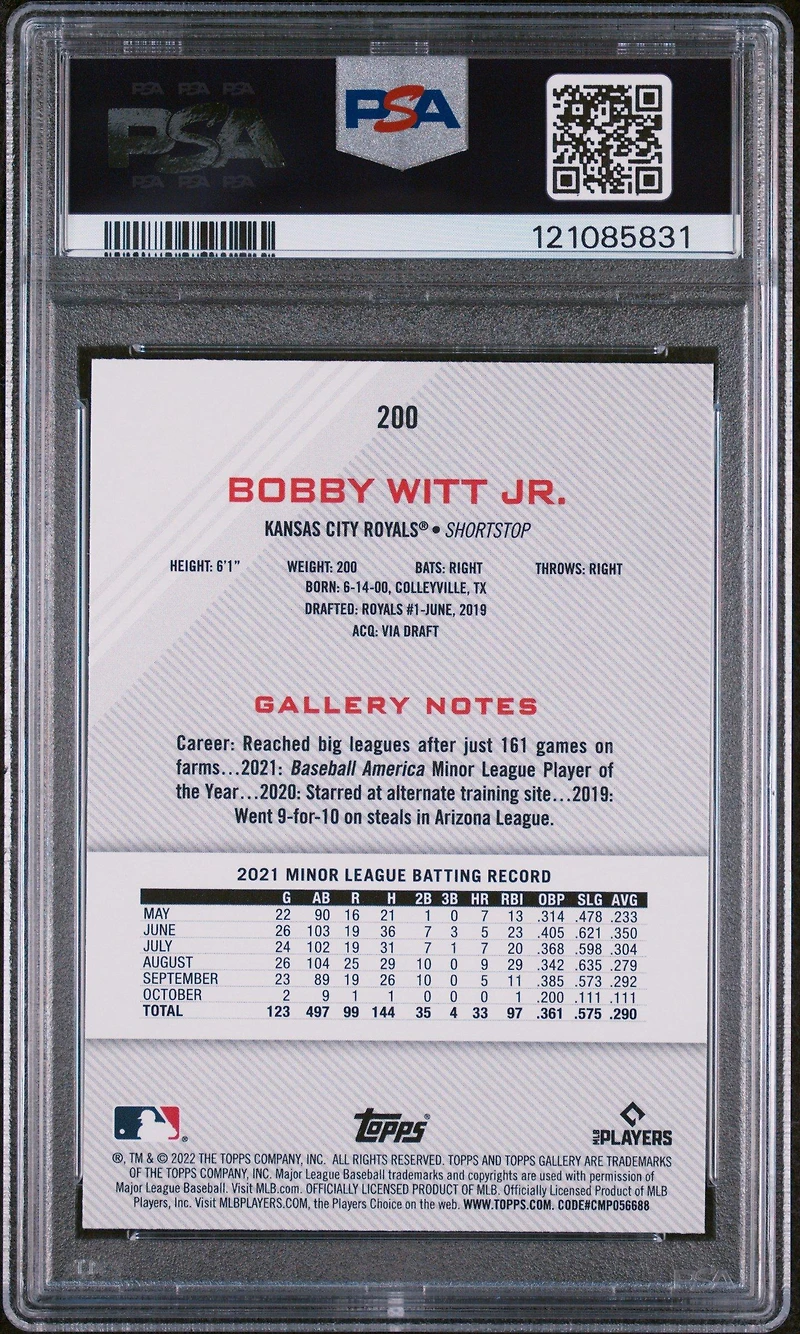 PSA PSA PSA
PSA
PSA PSA PSA
PSA
121085831
200
BOBBY WITT JR.
KANSAS CITY ROYALS® • SHORTSTOP
HEIGHT: 6'1" WEIGHT: 200 BATS: RIGHT THROWS: RIGHT
BORN: 6-14-00, COLLEYVILLE, TX
DRAFTED: ROYALS #1-JUNE, 2019
ACQ: VIA DRAFT
GALLERY NOTES
Career: Reached big leagues after just 161 games on
farms...2021: Baseball America Minor League Player of
the Year...2020: Starred at alternate training site...2019:
Went 9-for-10 on steals in Arizona League.
2021 MINOR LEAGUE BATTING RECORD
G AB R H 2B 3B HR RBI OBP SLG AVG
MAY 22 90 16 21 1 0 7 13 .314 .478 .233
JUNE 26 103 19 36 7 3 5 23 .405 .621 .350
JULY 24 102 19 31 7 1 7 20 .368 .598 .304
AUGUST 26 104 25 29 10 0 9 29 .342 .635 .279
SEPTEMBER 23 89 19 26 10 0 5 11 .385 .573 .292
OCTOBER 2 9 1 1 0 0 0 1 .200 .111 .111
TOTAL 123 497 99 144 35 4 33 97 .361 .575 .290
® TOPPS® MLB PLAYERS
®, TM & © 2022 THE TOPPS COMPANY, INC. ALL RIGHTS RESERVED. TOPPS AND TOPPS GALLERY ARE TRADEMARKS
OF THE TOPPS COMPANY, INC. Major League Baseball trademarks and copyrights are used with permission of
Major League Baseball. Visit MLB.com. OFFICIALLY LICENSED PRODUCT OF MLB. Officially Licensed Product of MLB
Players, Inc. Visit MLBPLAYERS.COM, the Players Choice on the web. WWW.TOPPS.COM. CODE#CMP056688
PSA